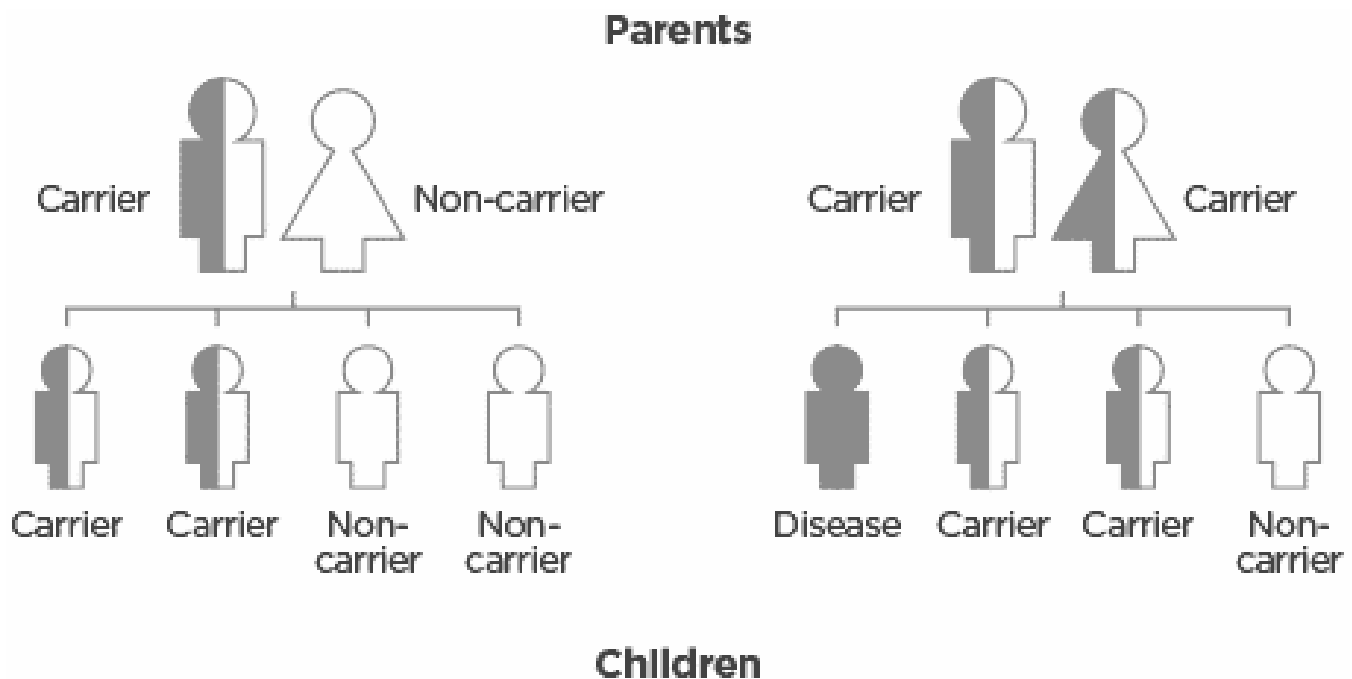 Parents
Carrier
Non-carrier
Carrier
Carrier
Carrier
Carrier
Non-
carrier
Non-
carrier
Disease
Carrier
Carrier
Non-
carrier
Children